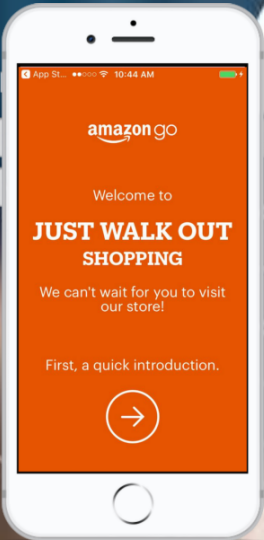 App St... 10:44 AM
amazon go
Welcome to
JUST WALK OUT
SHOPPING
We can't wait for you to visit
our store!
First, a quick introduction.